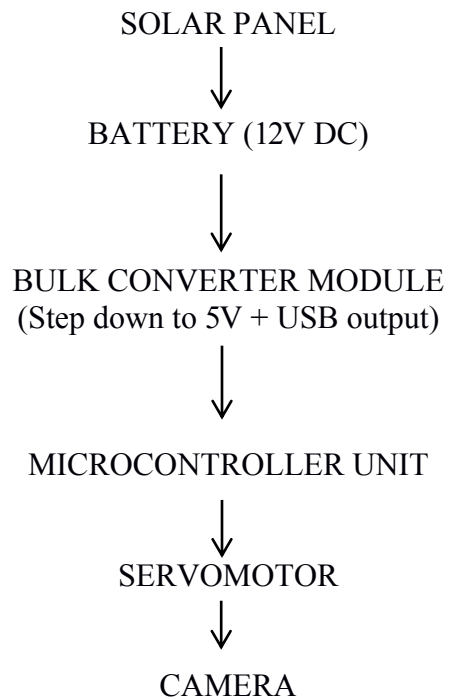 SOLAR PANEL
BATTERY (12V DC)
BULK CONVERTER MODULE
(Step down to 5V + USB output)
MICROCONTROLLER UNIT
SERVOMOTOR
CAMERA